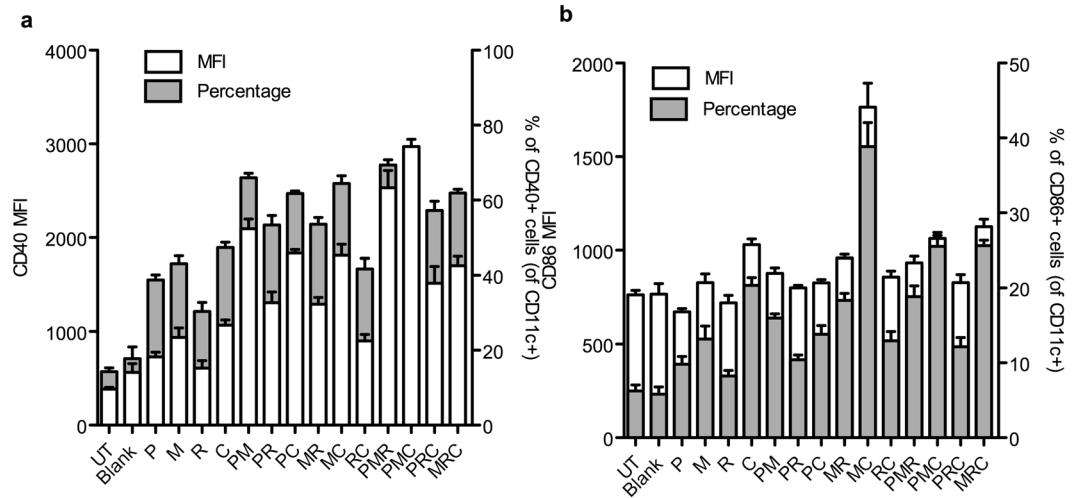 a
4000
3000
2000
1000
0
CD40 MFI
MFI
Percentage
100
80
60
40
20
0
% of CD40+ cells (of CD11c+)
UT
Blank
P
M
R
C
PM
PR
PC
MR
MC
RC
PMR
PMC
PRC
MRC
b
2000
1500
1000
500
0
CD86 MFI
MFI
Percentage
50
40
30
20
10
0
% of CD86+ cells (of CD11c+)
UT
Blank
P
M
R
C
PM
PR
PC
MR
MC
RC
PMR
PMC
PRC
MRC